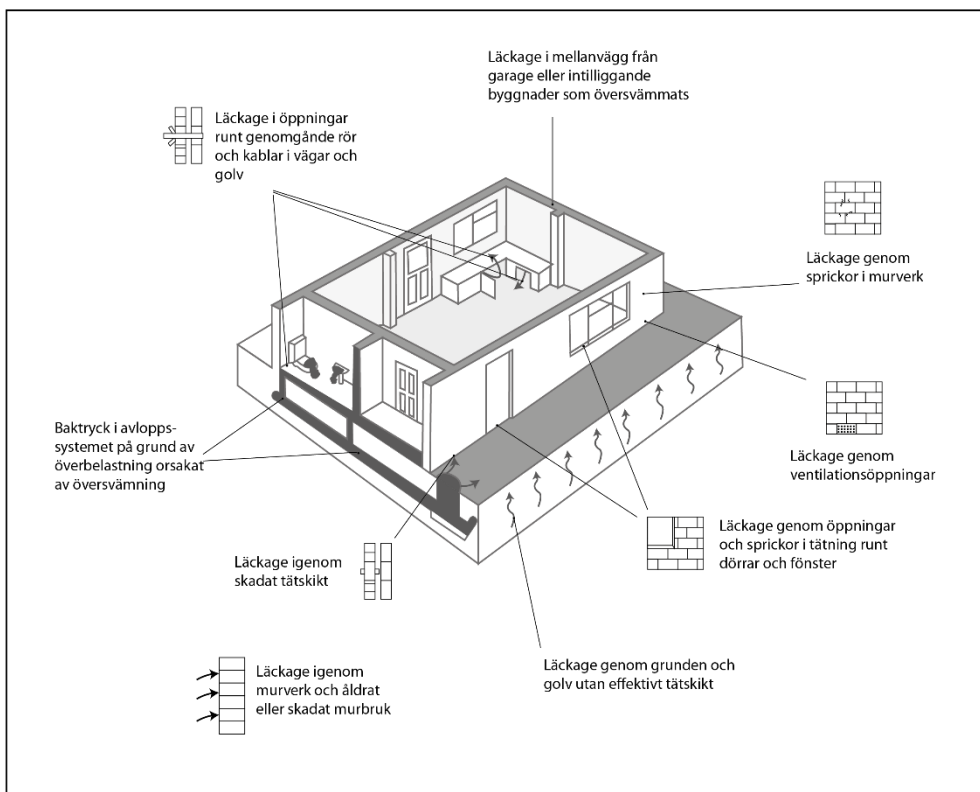 Läckage i mellanvägg från
garage eller intilliggande
byggnader som översvämmats
Läckage i öppningar
runt genomgånde rör
och kablar i vägar och
golv
Läckage genom
sprickor i murverk
Läckage genom
ventilationsöppningar
Baktryck i avlopps-
systemet på grund av
överbelastning orsakat
av översvämning
Läckage genom öppningar
och sprickor i tätning runt
dörrar och fönster
Läckage igenom
skadat tätskikt
Läckage genom grunden och
golv utan effektivt tätskikt
Läckage igenom
murverk och åldrat
eller skadat murbruk